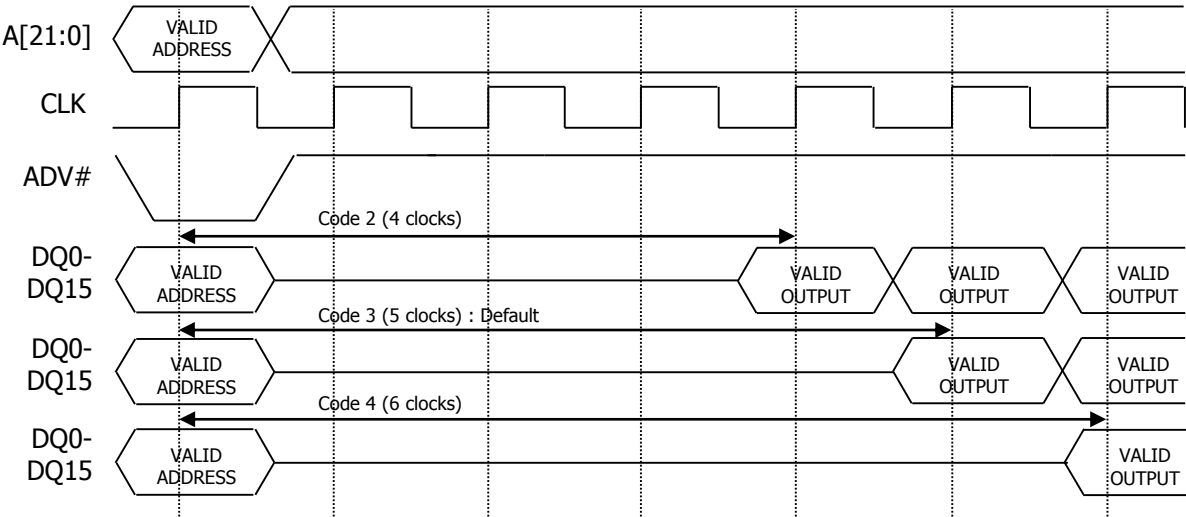 A[21:0]
VALID
ADDRESS
CLK
ADV#
Code 2 (4 clocks)
DQ0-
DQ15
VALID
ADDRESS
VALID
OUTPUT
VALID
OUTPUT
VALID
OUTPUT
Code 3 (5 clocks) : Default
DQ0-
DQ15
VALID
ADDRESS
VALID
OUTPUT
VALID
OUTPUT
Code 4 (6 clocks)
DQ0-
DQ15
VALID
ADDRESS
VALID
OUTPUT